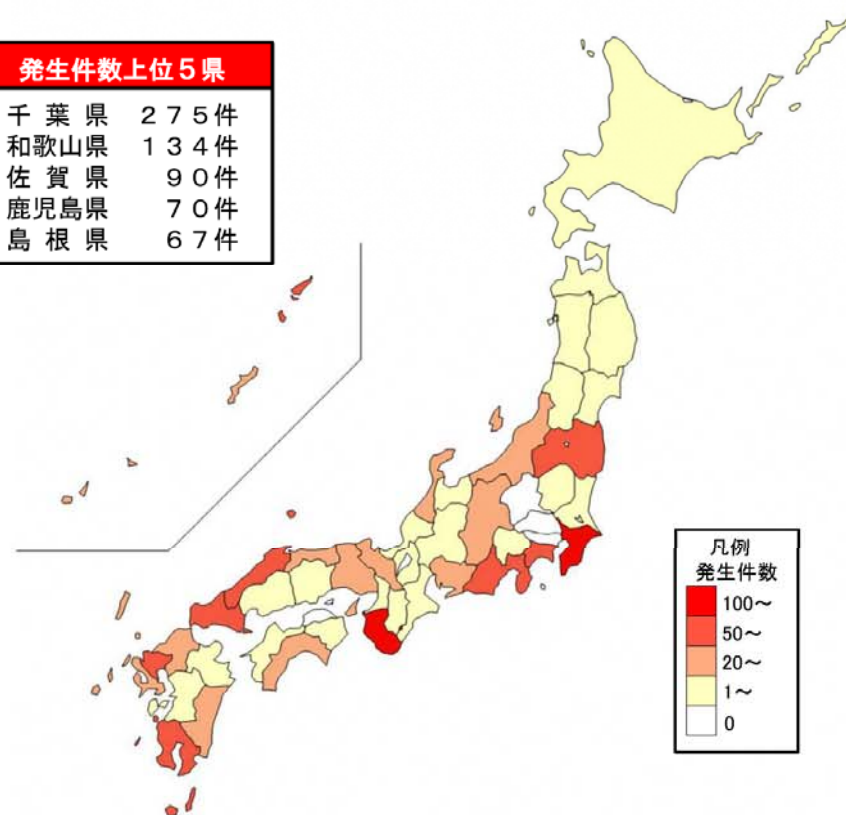 発生件数上位5県
千葉県 275件
和歌山県 134件
佐賀県 90件
鹿児島県 70件
島根県 67件
凡例
発生件数
100～
50～
20～
1～
0